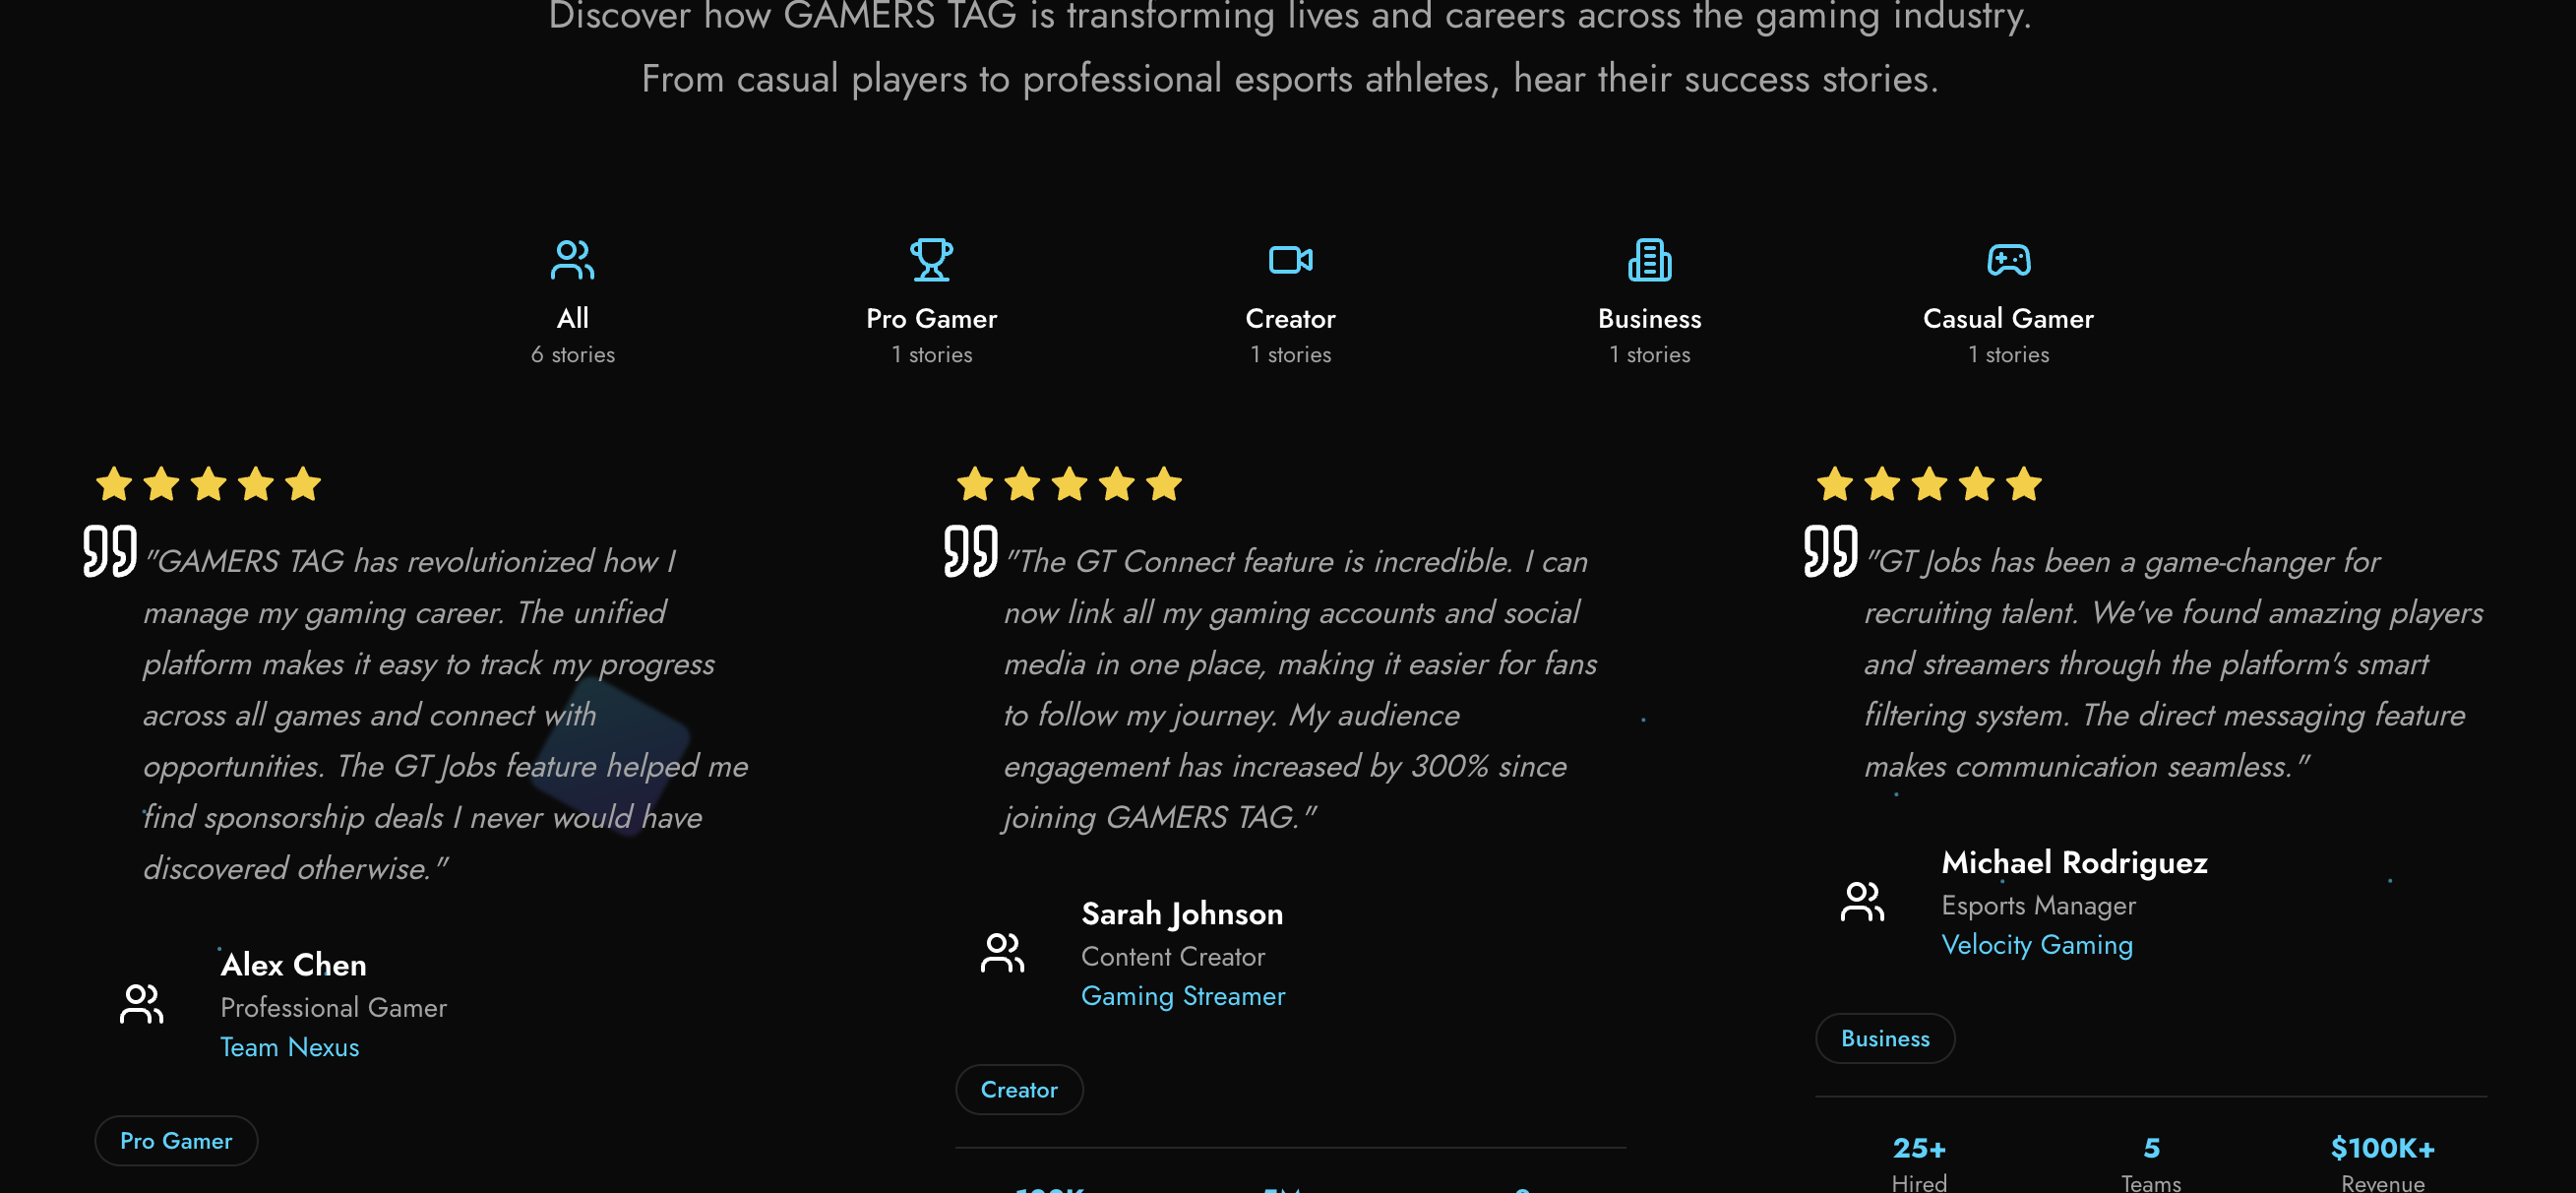 Discover how GAMERS TAG is transforming lives and careers across the gaming industry.
From casual players to professional esports athletes, hear their success stories.
All
6 stories
Pro Gamer
1 stories
Creator
1 stories
Business
1 stories
Casual Gamer
1 stories
"GAMERS TAG has revolutionized how I
manage my gaming career. The unified
platform makes it easy to track my progress
across all games and connect with
opportunities. The GT Jobs feature helped me
find sponsorship deals I never would have
discovered otherwise."
Alex Chen
Professional Gamer
Team Nexus
Pro Gamer
"The GT Connect feature is incredible. I can
now link all my gaming accounts and social
media in one place, making it easier for fans
to follow my journey. My audience
engagement has increased by 300% since
joining GAMERS TAG."
Sarah Johnson
Content Creator
Gaming Streamer
Creator
"GT Jobs has been a game-changer for
recruiting talent. We've found amazing players
and streamers through the platform's smart
filtering system. The direct messaging feature
makes communication seamless."
Michael Rodriguez
Esports Manager
Velocity Gaming
Business
25+
Hired
5
Teams
$100K+
Revenue